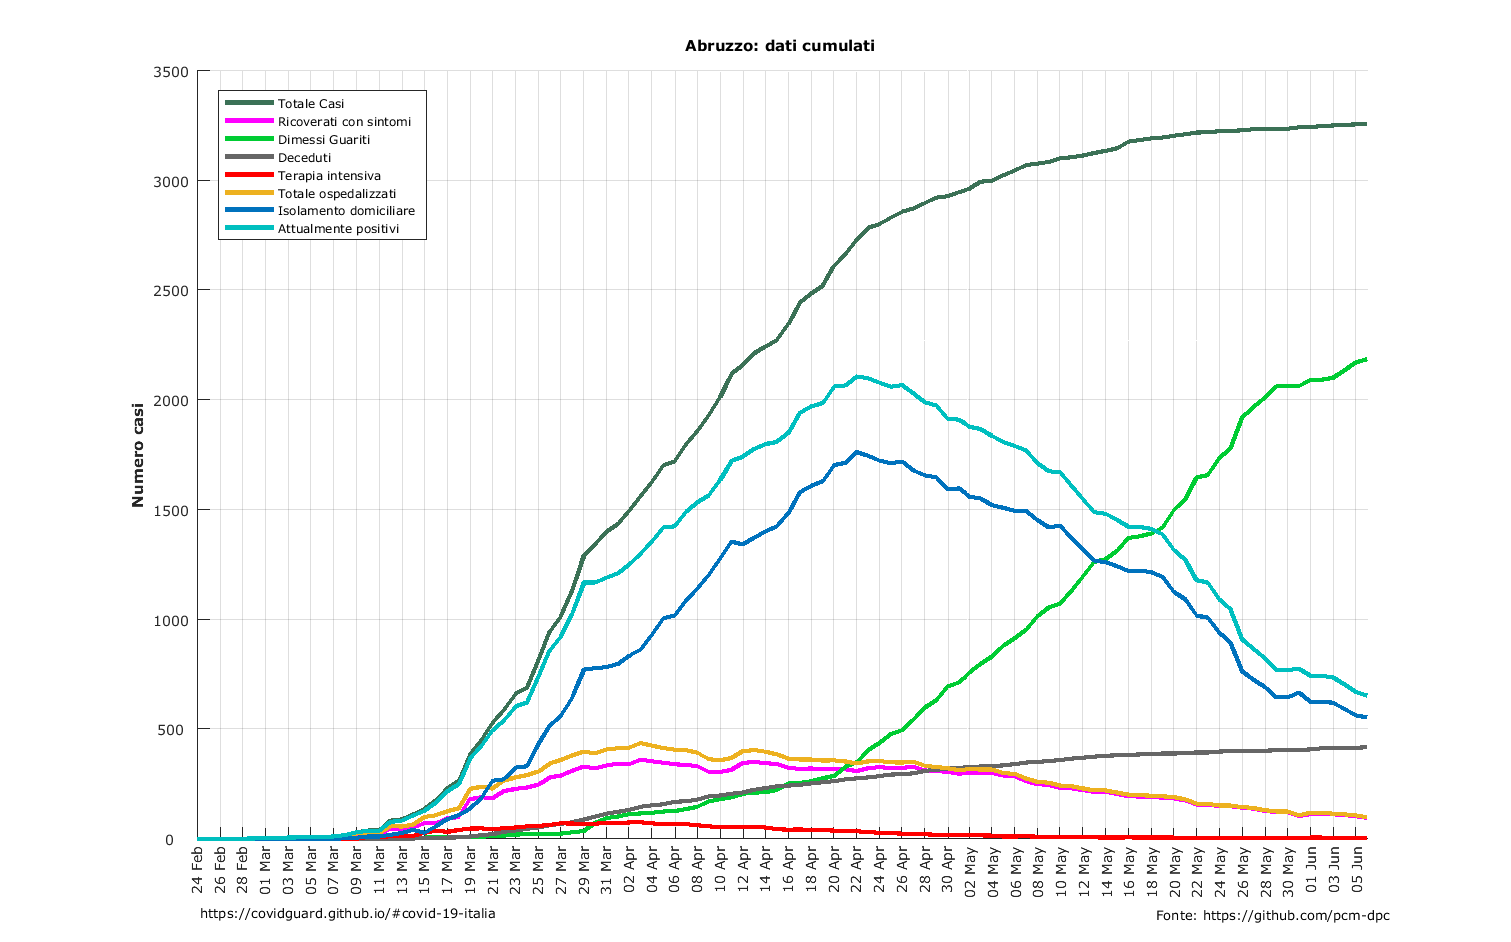 Abruzzo: dati cumulati
3500
3000
2500
2000
1500
1000
500
0
Numero casi
Totale Casi
Ricoverati con sintomi
Dimessi Guariti
Deceduti
Terapia intensiva
Totale ospedalizzati
Isolamento domiciliare
Attualmente positivi
24 Feb
26 Feb
28 Feb
01 Mar
03 Mar
05 Mar
07 Mar
09 Mar
11 Mar
13 Mar
15 Mar
17 Mar
19 Mar
21 Mar
23 Mar
25 Mar
27 Mar
29 Mar
31 Mar
02 Apr
04 Apr
06 Apr
08 Apr
10 Apr
12 Apr
14 Apr
16 Apr
18 Apr
20 Apr
22 Apr
24 Apr
26 Apr
28 Apr
30 Apr
02 May
04 May
06 May
08 May
10 May
12 May
14 May
16 May
18 May
20 May
22 May
24 May
26 May
28 May
30 May
01 Jun
03 Jun
05 Jun
https://covidguard.github.io/#covid-19-italia
Fonte: https://github.com/pcm-dpc